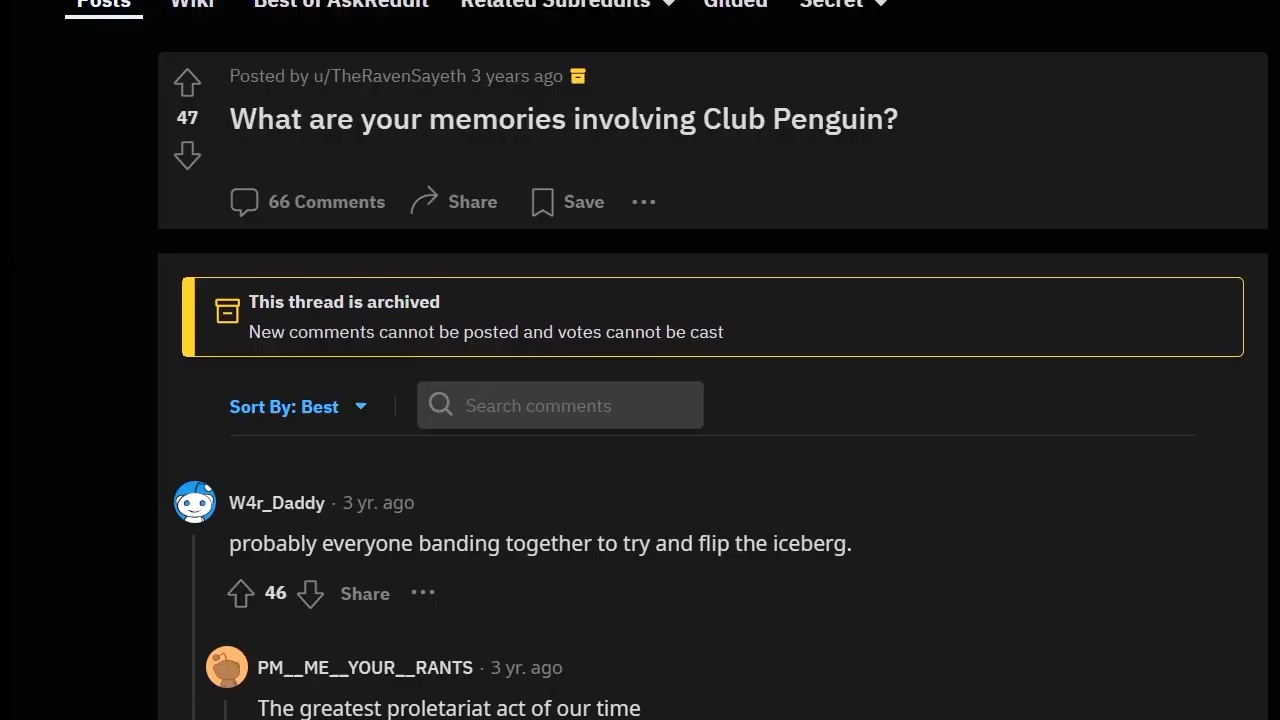 Posts Wiki Best of AskReddit Related Subreddits Gilded Secret
Posted by u/TheRavenSayeth 3 years ago
47
What are your memories involving Club Penguin?
66 Comments Share Save
This thread is archived
New comments cannot be posted and votes cannot be cast
Sort By: Best Search comments
W4r_Daddy · 3 yr. ago
probably everyone banding together to try and flip the iceberg.
46 Share
PM__ME__YOUR__RANTS · 3 yr. ago
The greatest proletariat act of our time